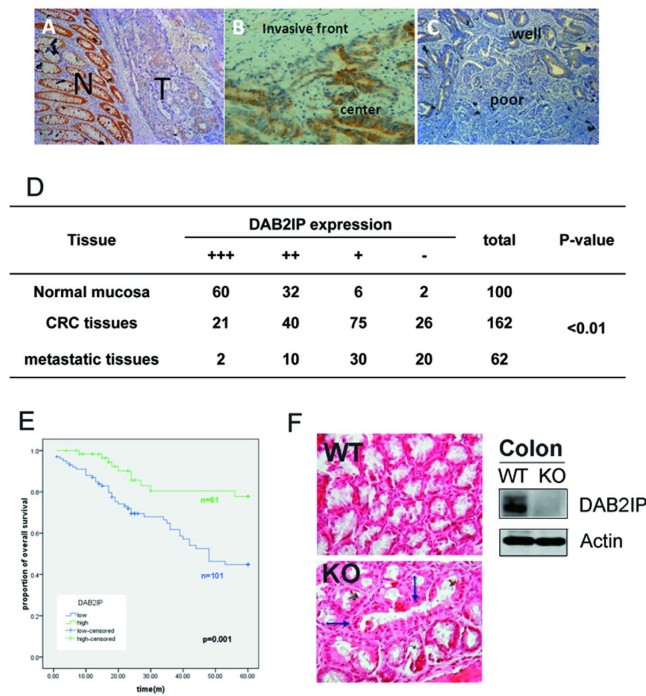 A
N
T
B
Invasive front
center
C
well
poor
D
Tissue DAB2IP expression total P-value
+++ ++ + -
Normal mucosa 60 32 6 2 100
CRC tissues 21 40 75 26 162 <0.01
metastatic tissues 2 10 30 20 62
E
proportion of overall survival
1.0
0.8
0.6
0.4
0.2
0.0
n=61
n=101
DAB2IP
low
high
low-censored
high-censored
p=0.001
.00 10.00 20.00 30.00 40.00 50.00 60.00
time(m)
F
WT
KO
Colon
WT KO
DAB2IP
Actin